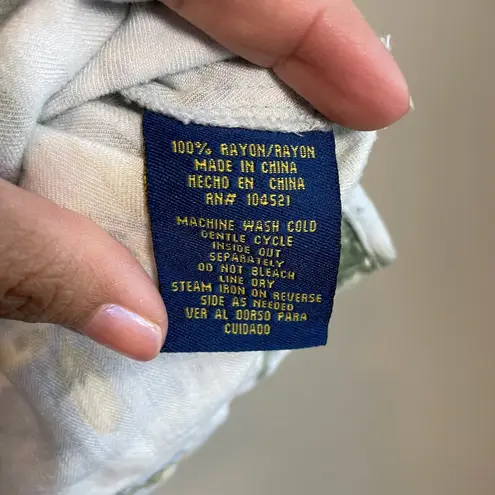 100% RAYON/RAYON
MADE IN CHINA
HECHO EN CHINA
RN# 104521
MACHINE WASH COLD
GENTLE CYCLE
INSIDE OUT
SEPARATELY
DO NOT BLEACH
LINE DRY
STEAM IRON ON REVERSE
SIDE AS NEEDED
VER AL DORSO PARA
CUIDADO